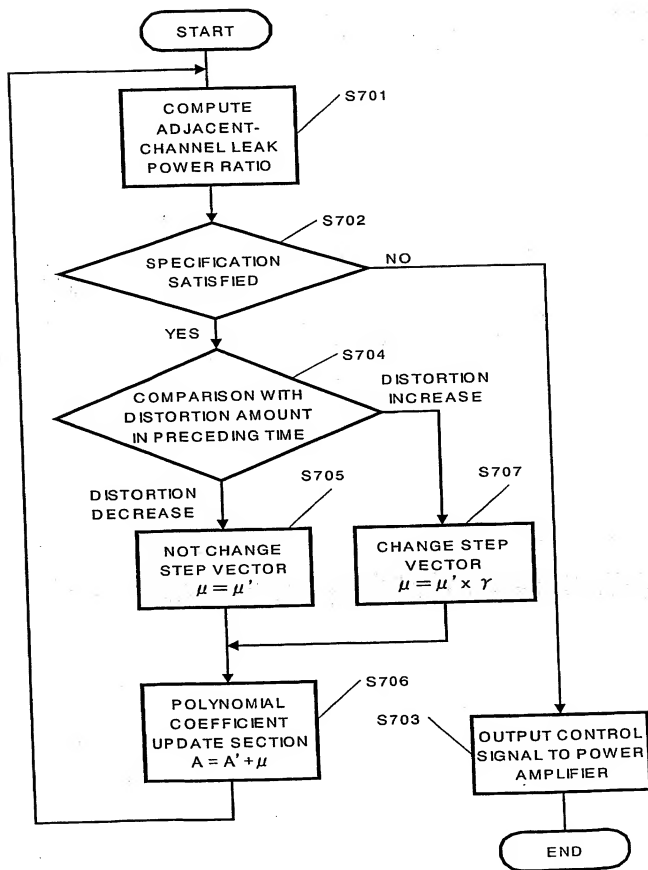 START
S701
COMPUTE
ADJACENT-
CHANNEL LEAK
POWER RATIO
S702
SPECIFICATION
SATISFIED
NO
YES
S704
COMPARISON WITH
DISTORTION AMOUNT
IN PRECEDING TIME
DISTORTION
INCREASE
DISTORTION
DECREASE
S705
NOT CHANGE
STEP VECTOR
μ = μ'
S707
CHANGE STEP
VECTOR
μ = μ' × γ
S706
POLYNOMIAL
COEFFICIENT
UPDATE SECTION
A = A' + μ
S703
OUTPUT CONTROL
SIGNAL TO POWER
AMPLIFIER
END